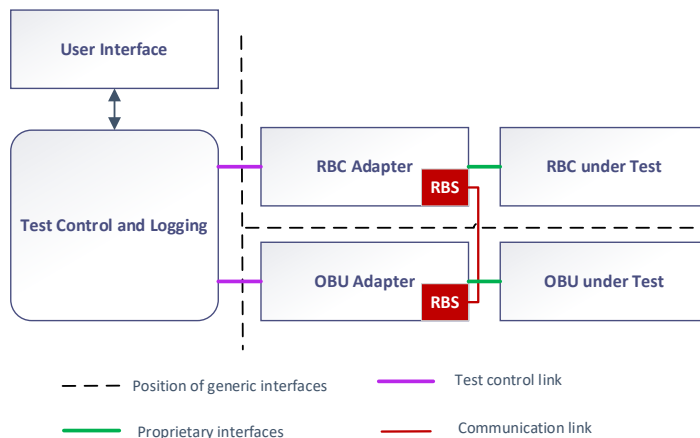 User Interface
Test Control and Logging
RBC Adapter
RBS
RBC under Test
OBU Adapter
RBS
OBU under Test
Position of generic interfaces
Test control link
Proprietary interfaces
Communication link